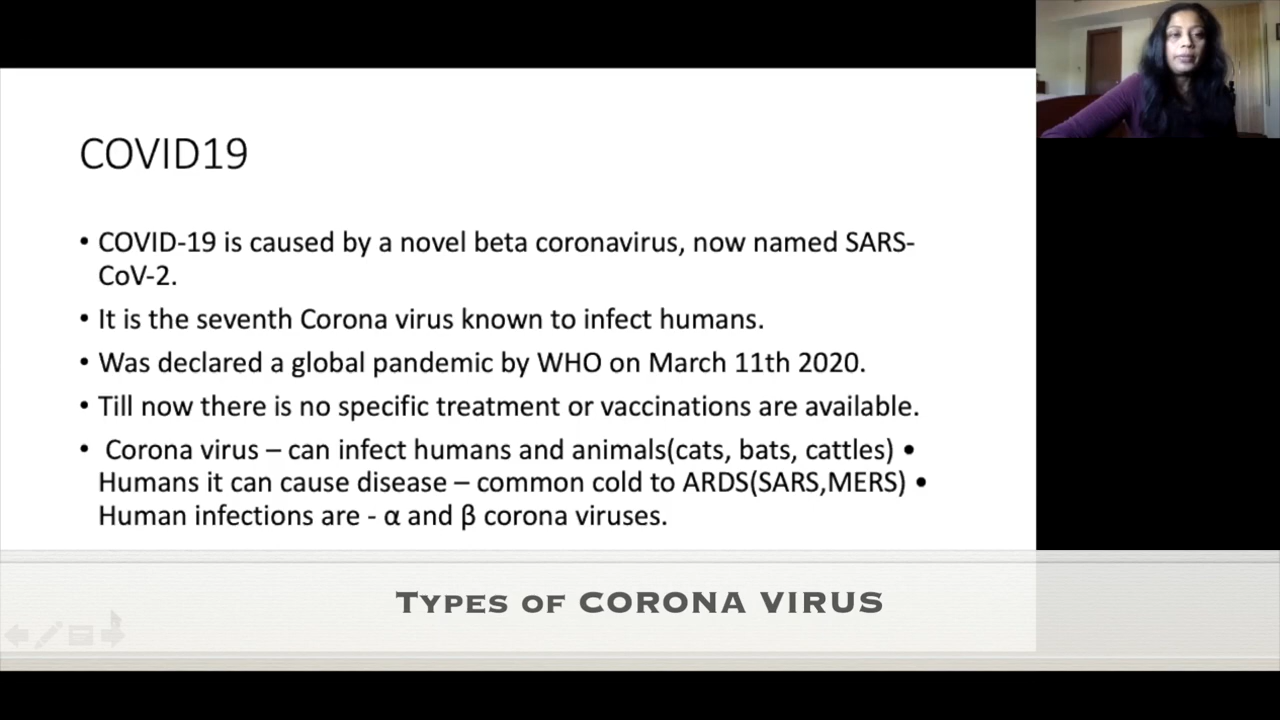 COVID19
• COVID-19 is caused by a novel beta coronavirus, now named SARS-
CoV-2.
• It is the seventh Corona virus known to infect humans.
• Was declared a global pandemic by WHO on March 11th 2020.
• Till now there is no specific treatment or vaccinations are available.
• Corona virus – can infect humans and animals(cats, bats, cattles) •
Humans it can cause disease – common cold to ARDS(SARS,MERS) •
Human infections are - α and β corona viruses.
TYPES OF CORONA VIRUS